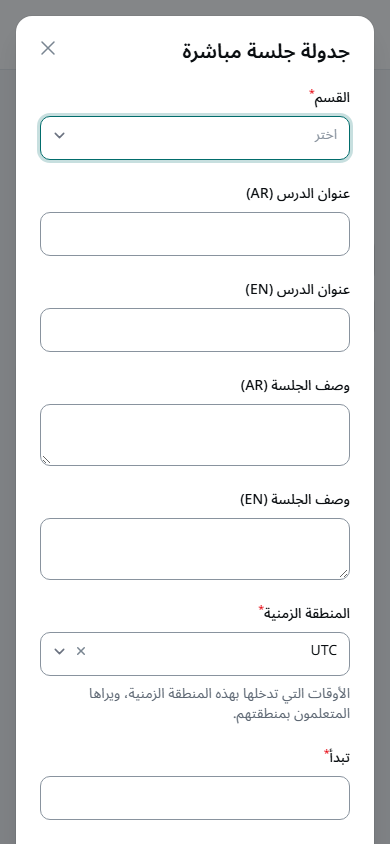 جدولة جلسة مباشرة
القسم*
اختر
عنوان الدرس (AR)
عنوان الدرس (EN)
وصف الجلسة (AR)
وصف الجلسة (EN)
المنطقة الزمنية*
UTC
الأوقات التي تدخلها بهذه المنطقة الزمنية، ويراها
المتعلمون بمنطقتهم.
تبدأ*